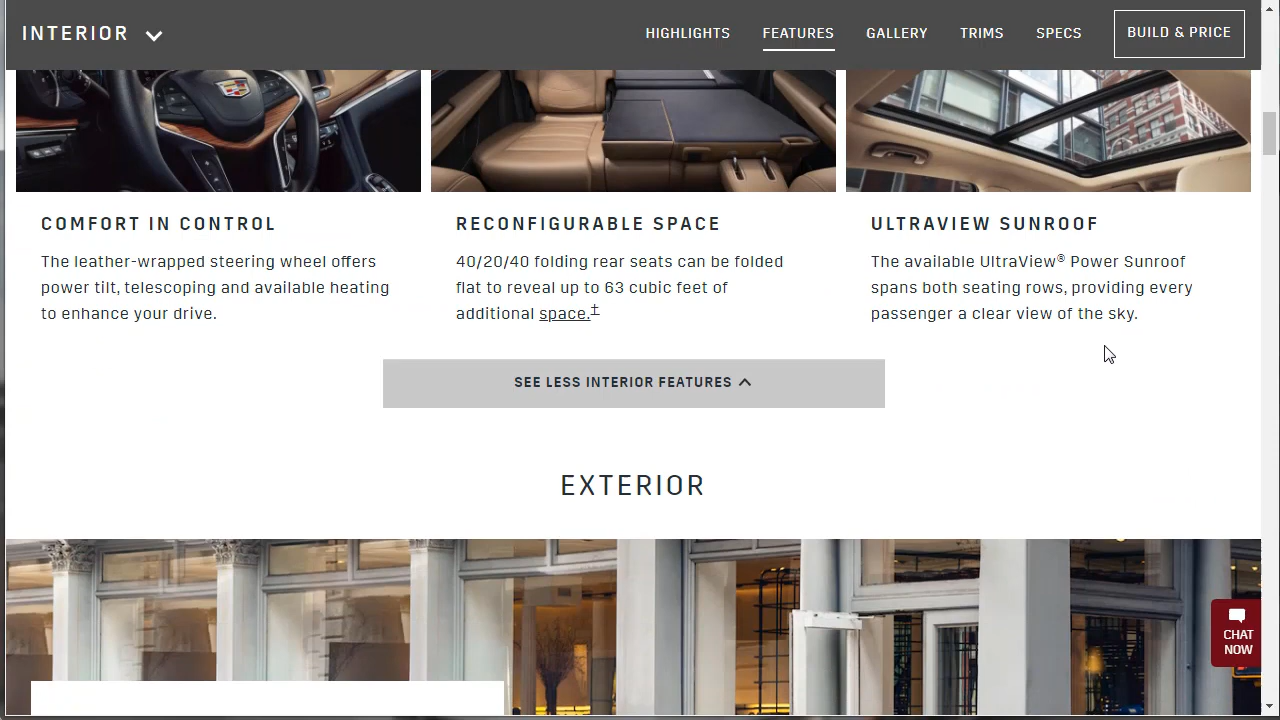 INTERIOR
HIGHLIGHTS
FEATURES
GALLERY
TRIMS
SPECS
BUILD & PRICE
COMFORT IN CONTROL
The leather-wrapped steering wheel offers
power tilt, telescoping and available heating
to enhance your drive.
RECONFIGURABLE SPACE
40/20/40 folding rear seats can be folded
flat to reveal up to 63 cubic feet of
additional space.‡
ULTRAVIEW SUNROOF
The available UltraView® Power Sunroof
spans both seating rows, providing every
passenger a clear view of the sky.
SEE LESS INTERIOR FEATURES
EXTERIOR
CHAT
NOW